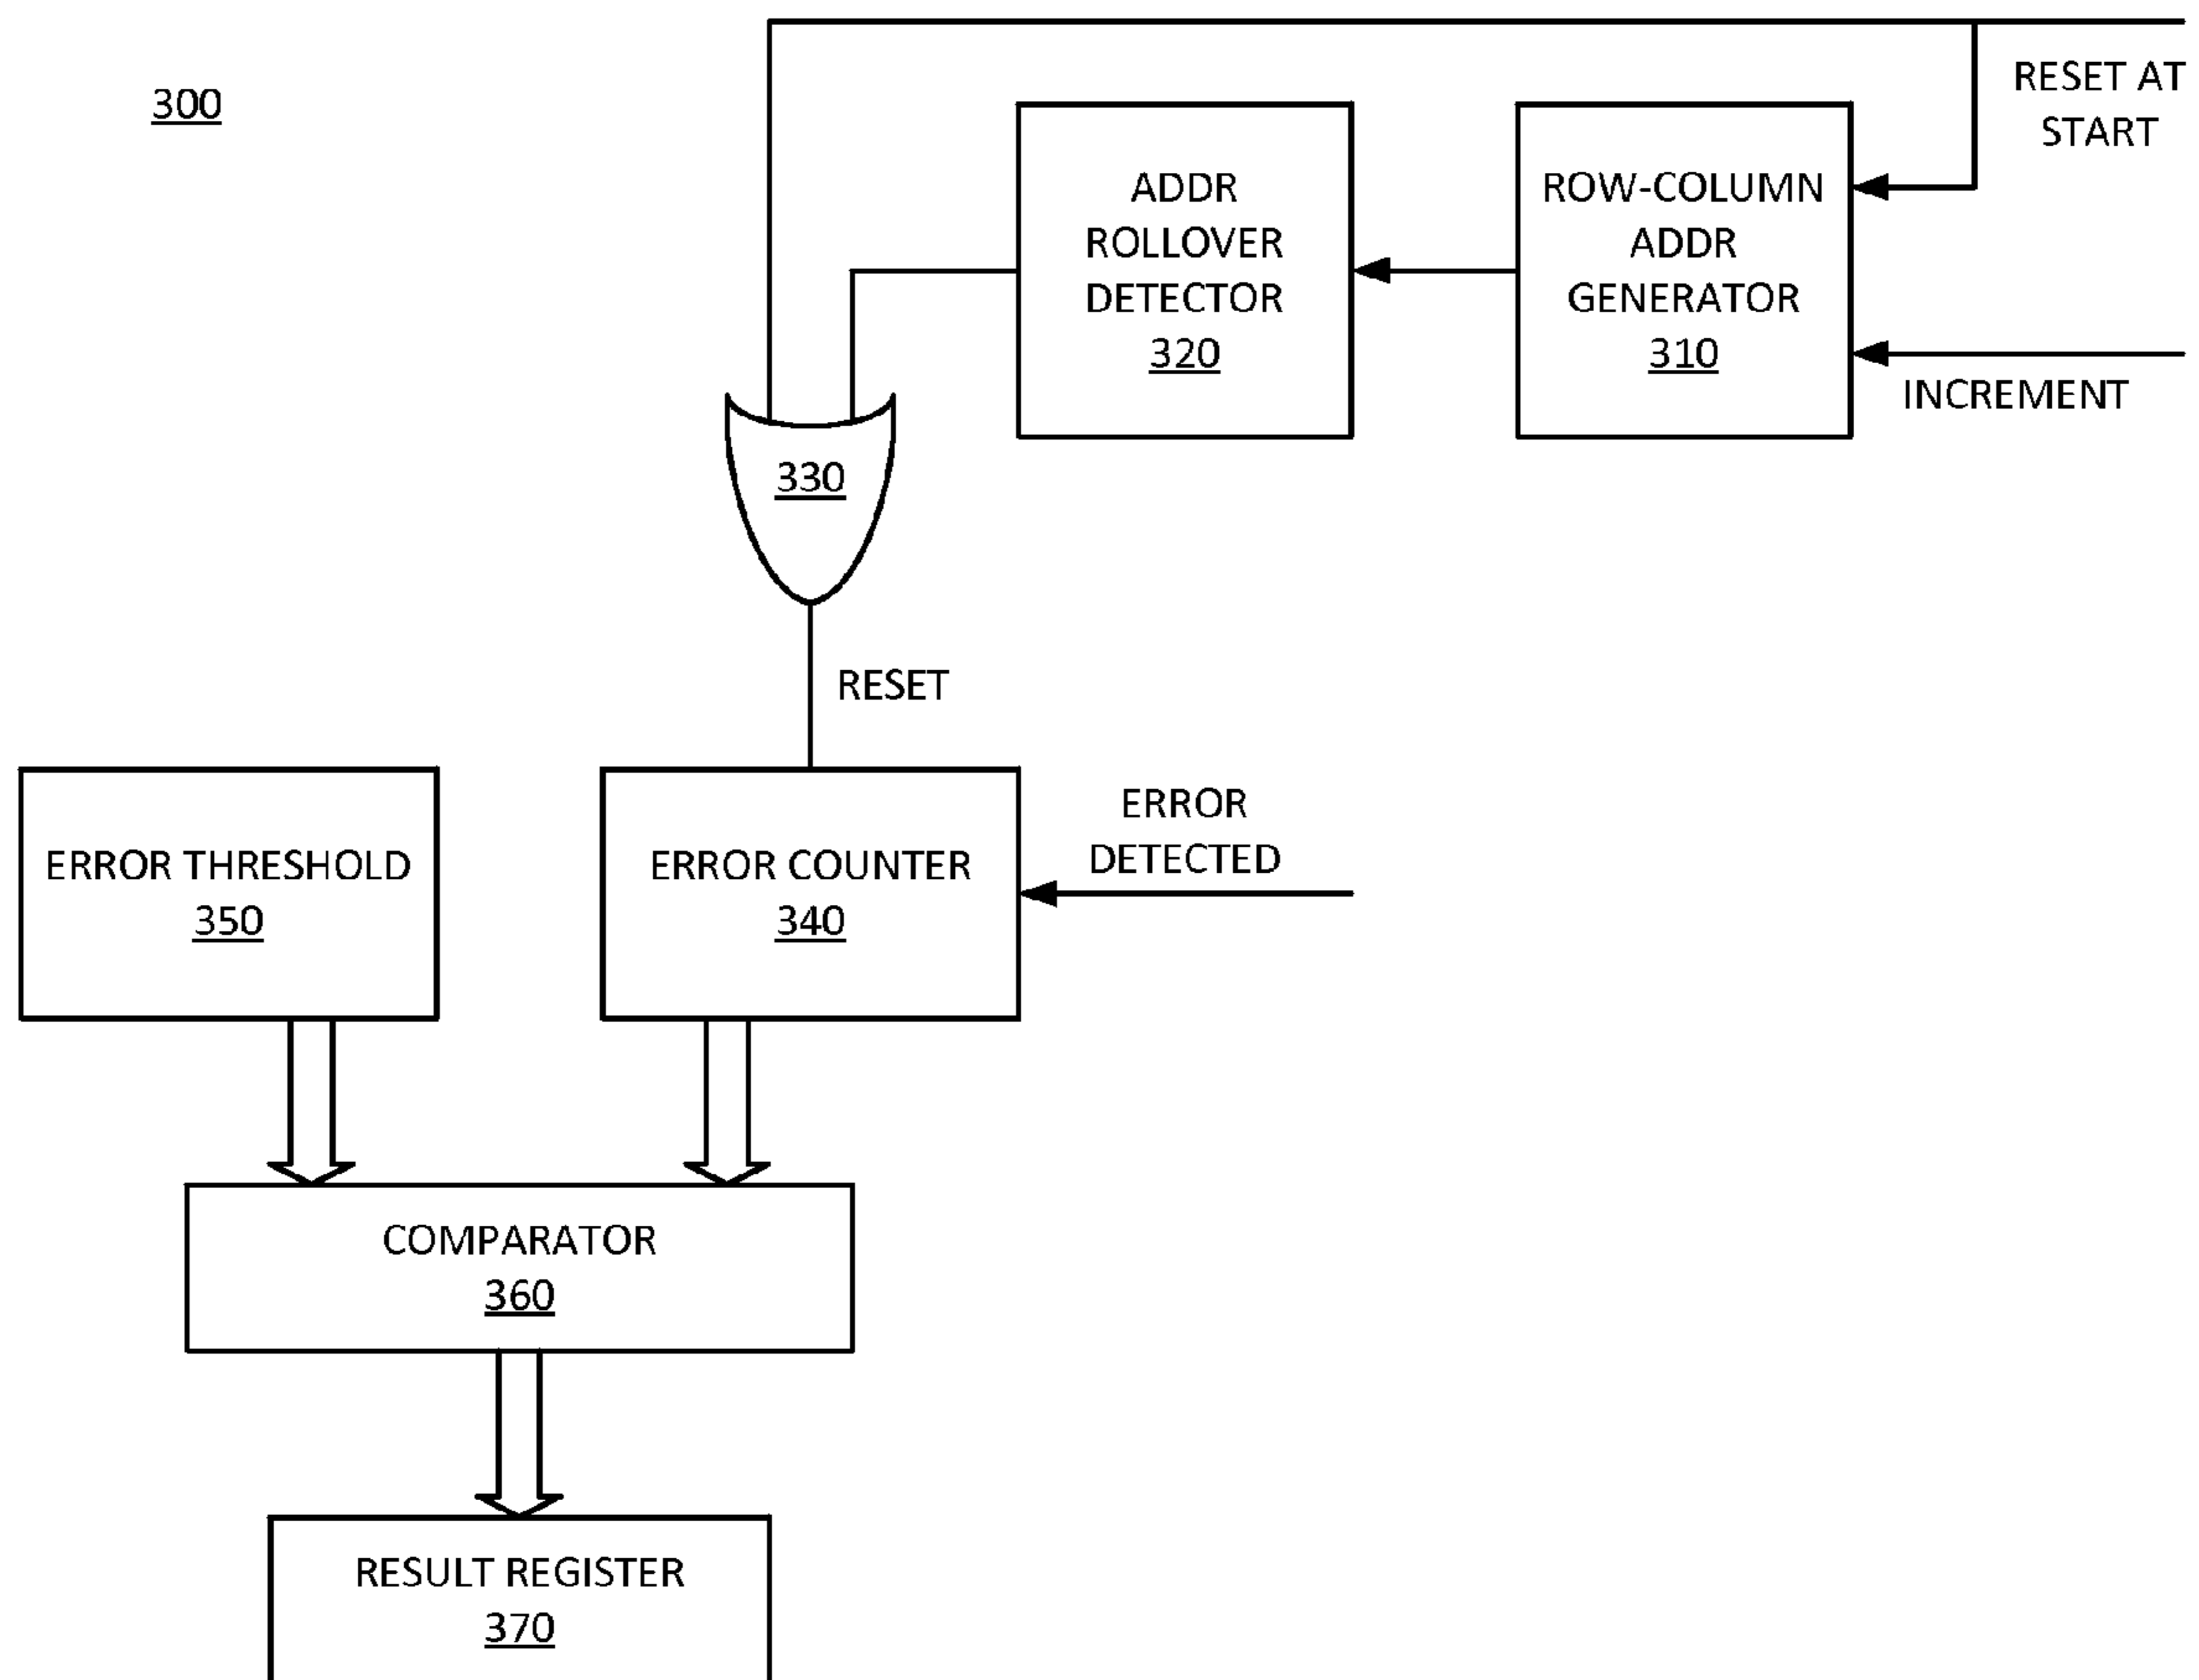 300
RESET AT
START
ADDR
ROLLOVER
DETECTOR
320
ROW-COLUMN
ADDR
GENERATOR
310
INCREMENT
330
RESET
ERROR THRESHOLD
350
ERROR COUNTER
340
ERROR
DETECTED
COMPARATOR
360
RESULT REGISTER
370